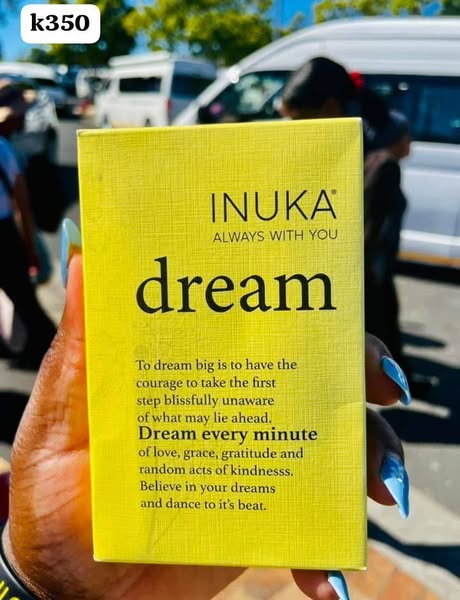 k350
INUKA®
ALWAYS WITH YOU
dream
To dream big is to have the
courage to take the first
step blissfully unaware
of what may lie ahead.
Dream every minute
of love, grace, gratitude and
random acts of kindnesss.
Believe in your dreams
and dance to it's beat.